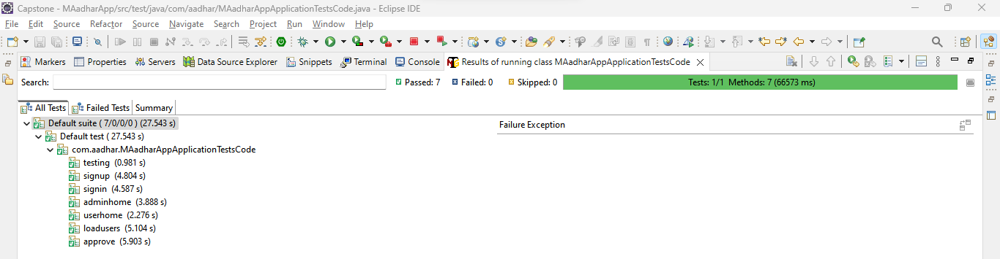 Capstone - MAadharApp/src/test/java/com/aadhar/MAadharAppApplicationTestsCode.java - Eclipse IDE
File Edit Source Refactor Source Navigate Search Project Run Window Help
Markers Properties Servers Data Source Explorer Snippets Terminal Console Results of running class MAadharAppApplicationTestsCode
Search: Passed: 7 Failed: 0 Skipped: 0 Tests: 1/1 Methods: 7 (66573 ms)
All Tests Failed Tests Summary
Default suite ( 7/0/0/0 ) (27.543 s) Failure Exception
Default test ( 27.543 s)
com.aadhar.MAadharAppApplicationTestsCode
testing (0.981 s)
signup (4.804 s)
signin (4.587 s)
adminhome (3.888 s)
userhome (2.276 s)
loadusers (5.104 s)
approve (5.903 s)